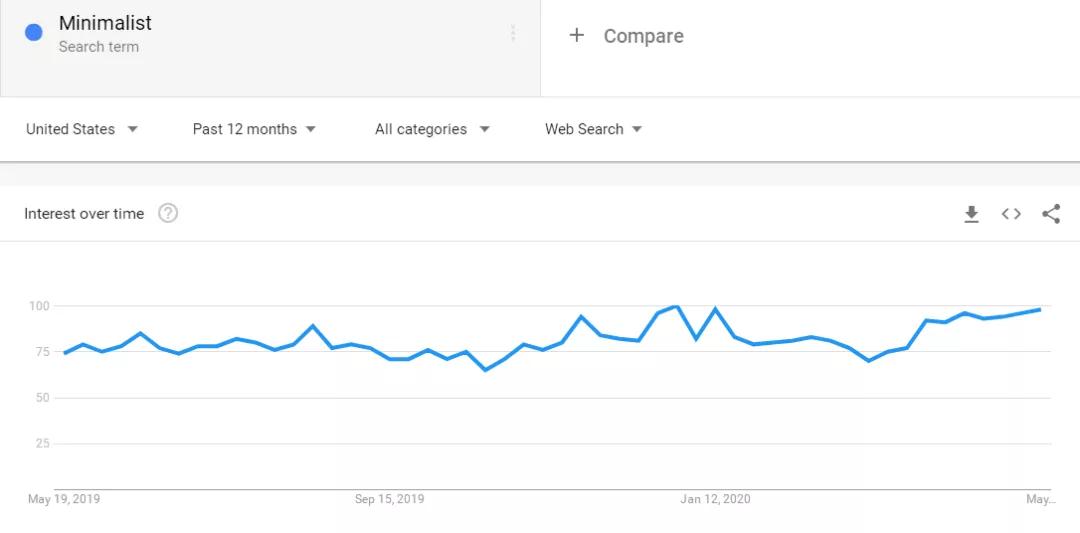 Minimalist
Search term
+ Compare
United States
Past 12 months
All categories
Web Search
Interest over time ?
<>
100
75
50
25
May 19, 2019
Sep 15, 2019
Jan 12, 2020
May...